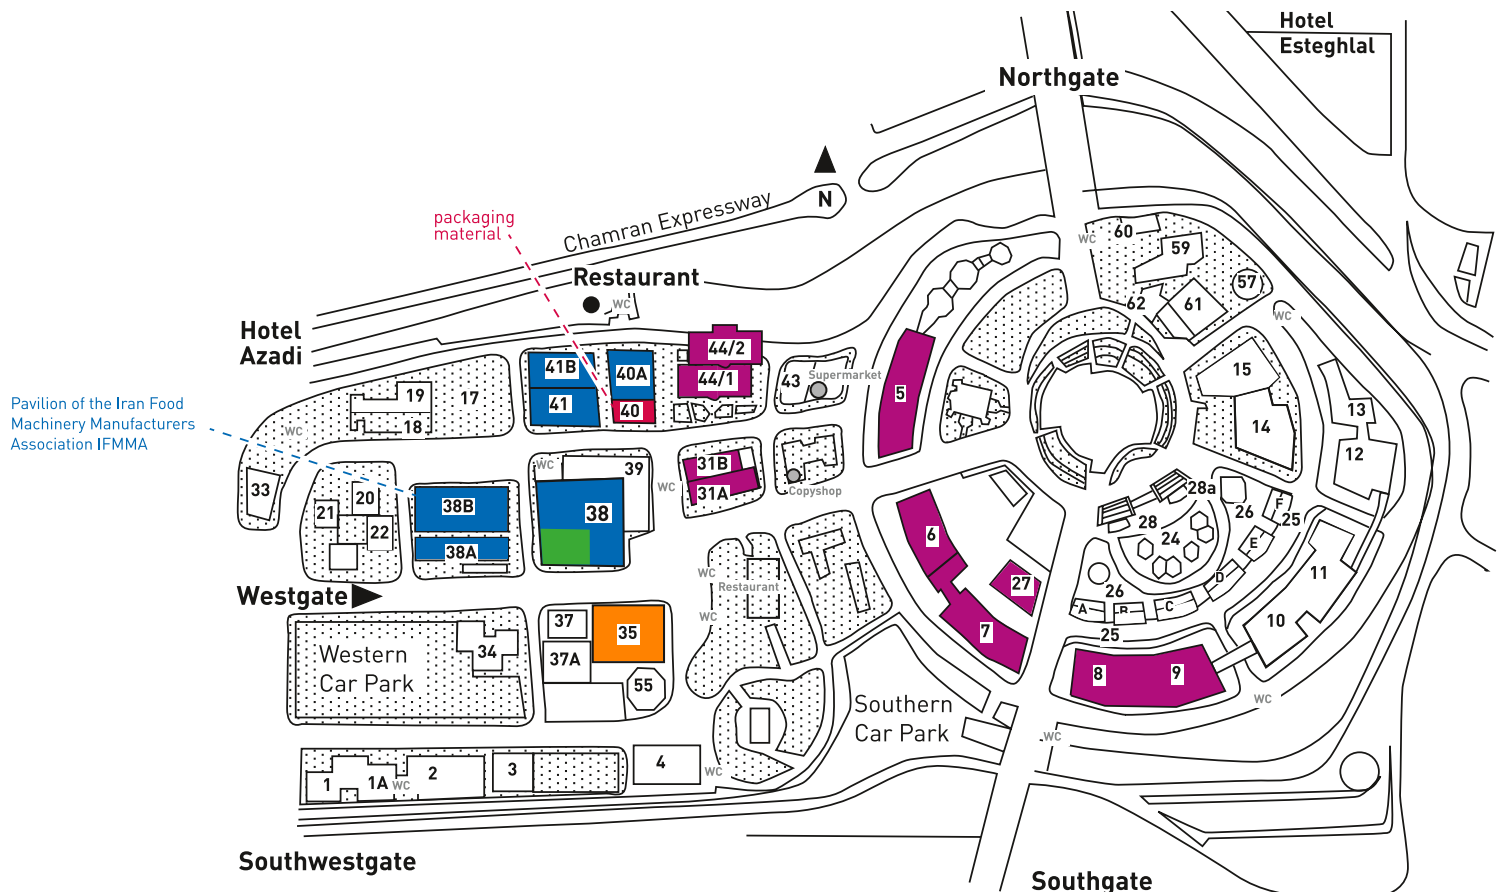 Hotel
Esteghlal
Northgate
N
Chamran Expressway
packaging
material
Restaurant
WC
Hotel
Azadi
Pavilion of the Iran Food
Machinery Manufacturers
Association IFMMA
60
WC
59
57
62
61
WC
44/2
41B
40A
44/1
43
Supermarket
41
40
5
15
19
17
18
WC
13
14
12
31B
31A
WC
39
WC
Copyshop
33
20
21
22
38B
38A
38
28a
28
24
26
F
25
E
D
C
B
A
26
25
6
27
7
11
10
8
9
WC
Westgate
WC
Restaurant
WC
37
35
37A
55
34
Western
Car Park
Southern
Car Park
WC
1
1A
WC
2
3
4
WC
Southwestgate
Southgate